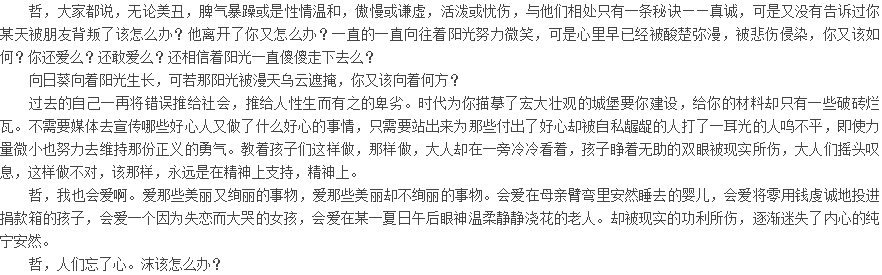 哲，大家都说，无论美丑，脾气暴躁或是性情温和，傲慢或谦虚，活泼或忧伤，与他们相处只有一条秘诀一一真诚，可是又没有告诉过你
某天被朋友背叛了该怎么办？他离开了你又怎么办？一直的一直向往着阳光努力微笑，可是心里早已经被酸楚弥漫，被悲伤侵染，你又该如
何？你还爱么？还敢爱么？还相信着阳光一直傻傻走下去么？
向日葵向着阳光生长，可若那阳光被漫天乌云遮掩，你又该向着何方？
过去的自己一再将错误推给社会，推给人性生而有之的卑劣。时代为你描摹了宏大壮观的城堡要你建设，给你的材料却只有一些破砖烂
瓦。不需要媒体去宣传哪些好心人又做了什么好心的事情，只需要站出来为那些付出了好心却被自私龌龊的人打了一耳光的人鸣不平，即使力
量微小也努力去维持那份正义的勇气。教着孩子们这样做，那样做，大人却在一旁冷冷看着，孩子睁着无助的双眼被现实所伤，大人们摇头叹
息，这样做不对，该那样，永远是在精神上支持，精神上。
哲，我也会爱啊。爱那些美丽又绚丽的事物，爱那些美丽却不绚丽的事物。会爱在母亲臂弯里安然睡去的婴儿，会爱将零用钱虔诚地投进
捐款箱的孩子，会爱一个因为失恋而大哭的女孩，会爱在某一夏日午后眼神温柔静静浇花的老人。却被现实的功利所伤，逐渐迷失了内心的纯
宁安然。
哲，人们忘了心。沫该怎么办？